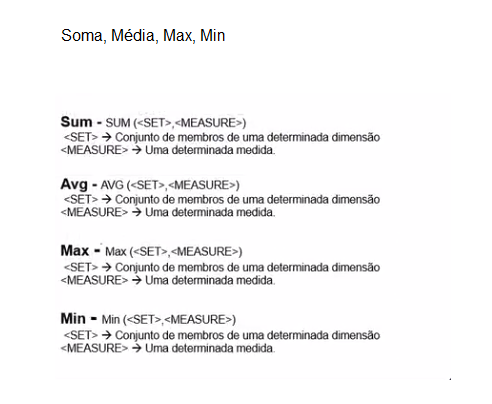 Soma, Média, Max, Min
Sum - SUM (<SET>,<MEASURE>)
<SET> → Conjunto de membros de uma determinada dimensão
<MEASURE> → Uma determinada medida.
Avg - AVG (<SET>,<MEASURE>)
<SET> → Conjunto de membros de uma determinada dimensão
<MEASURE> → Uma determinada medida.
Max - Max (<SET>,<MEASURE>)
<SET> → Conjunto de membros de uma determinada dimensão
<MEASURE> → Uma determinada medida.
Min - Min (<SET>,<MEASURE>)
<SET> → Conjunto de membros de uma determinada dimensão
<MEASURE> → Uma determinada medida.